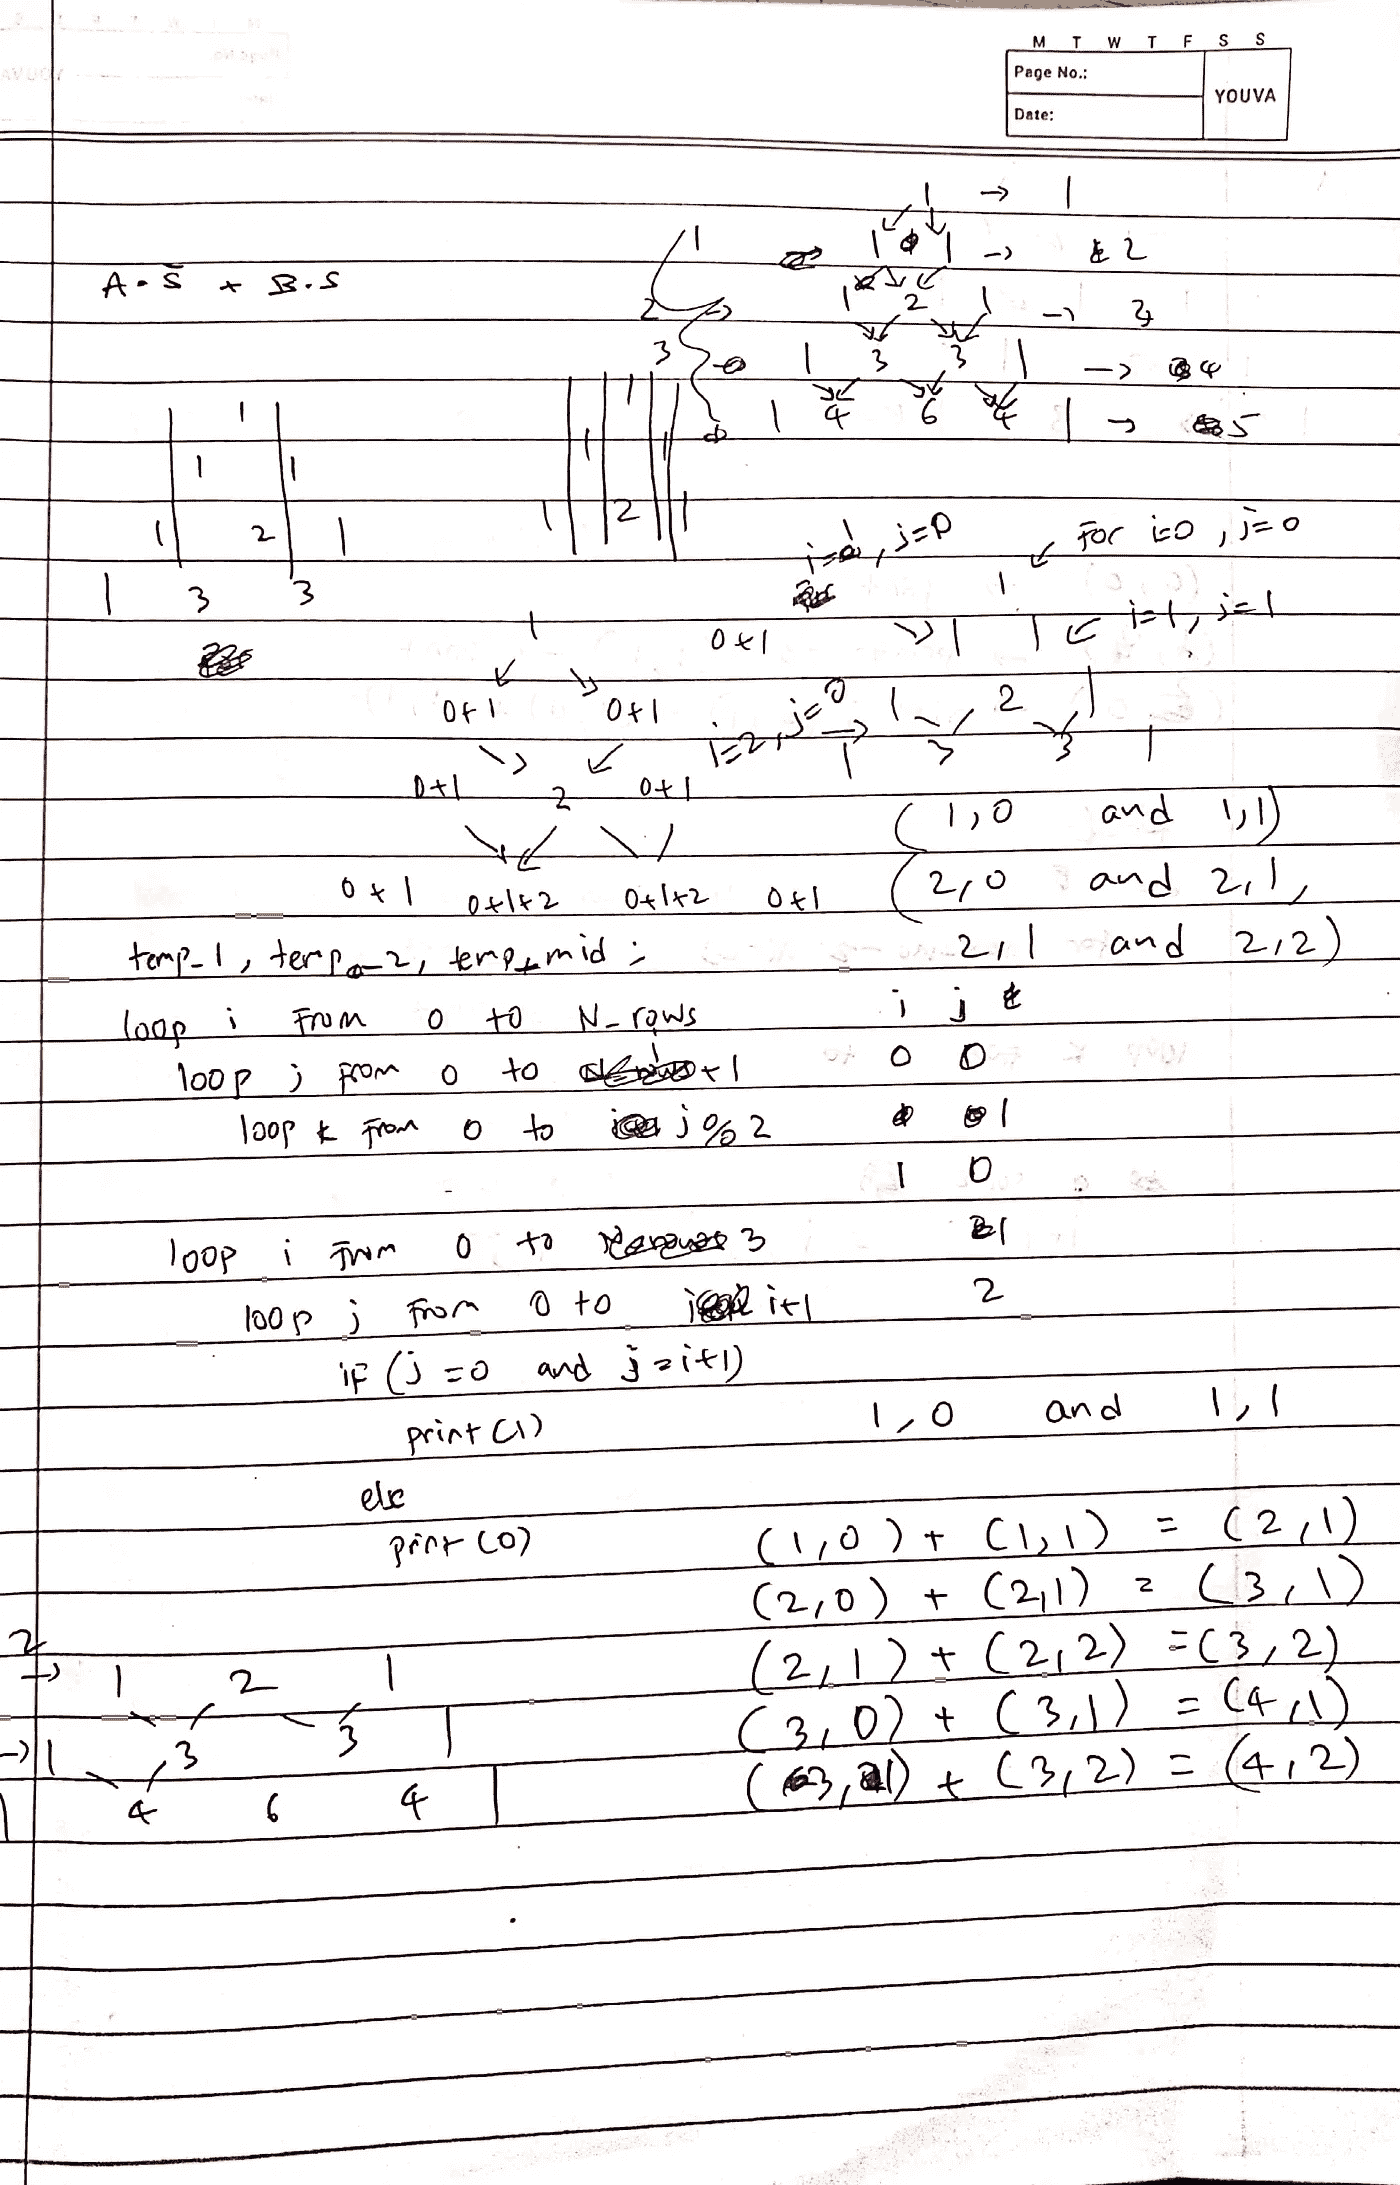 M T W T F S S
Page No.:
YOUVA
Date:
1 → 1
1 1 → 2
1 2 1 → 3
1 3 3 1 → 4
1 4 6 4 1 → 5
A.S̄ + B.S
1
2
3
1
1 1
1 2 1
1 3 3
1
1 1
1 2 1
i=1, j=0
For i=0, j=0
1
0+1
1 1
i=1, j=1
1
0+1 0+1
0+1 2 0+1
0+1 0+1+2 0+1+2 0+1
i=2, j=0
1 2 1
1 3 3 1
(1,0 and 1,1)
(2,0 and 2,1,
2,1 and 2,2)
temp_1, temp_2, temp_mid;
loop i From 0 to N_rows
loop j From 0 to i+1
loop k From 0 to j%2
i j
0 0
1
1 0
1
2
loop i From 0 to 3
loop j From 0 to i+1
if (j=0 and j=i+1)
print(1)
else
print(0)
1,0 and 1,1
(1,0) + (1,1) = (2,1)
(2,0) + (2,1) = (3,1)
(2,1) + (2,2) = (3,2)
(3,0) + (3,1) = (4,1)
(3,1) + (3,2) = (4,2)
2
→ 1 2 1
→ 1 3 3 1
1 4 6 4 1